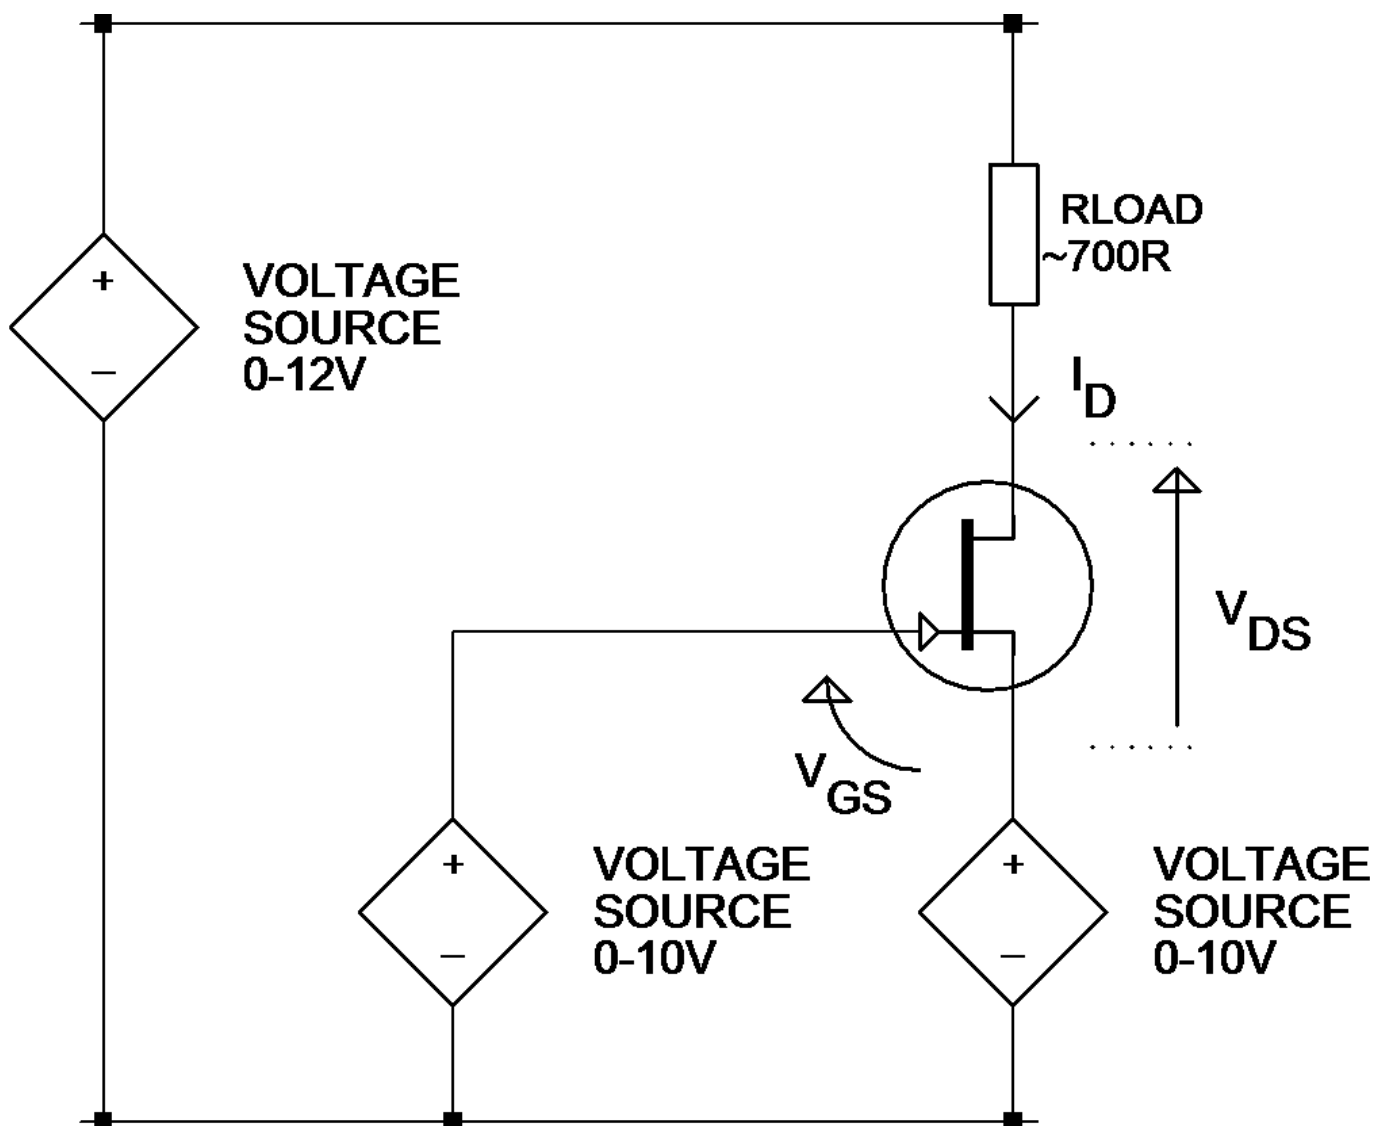 RLOAD
~700R
+
VOLTAGE
SOURCE
0-12V
–
I D
V DS
V GS
+
VOLTAGE
SOURCE
0-10V
–
+
VOLTAGE
SOURCE
0-10V
–